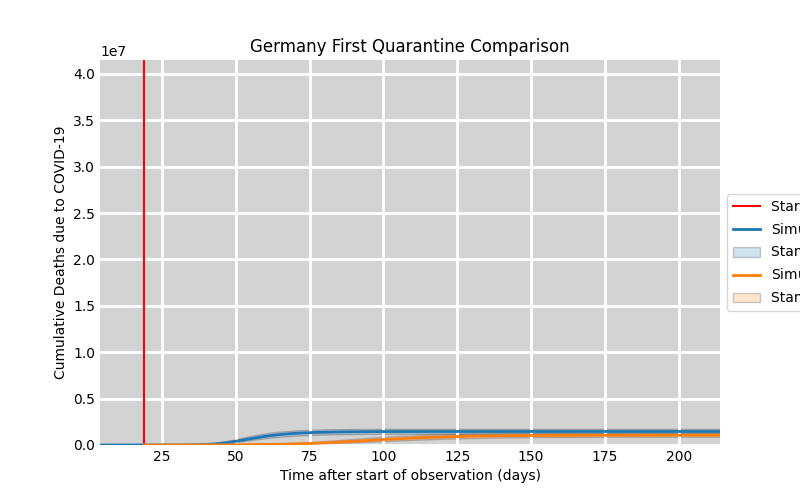 Germany First Quarantine Comparison
1e7
4.0
3.5
3.0
2.5
2.0
1.5
1.0
0.5
0.0
Cumulative Deaths due to COVID-19
25 50 75 100 125 150 175 200
Time after start of observation (days)
Star
Simu
Stan
Simu
Stan